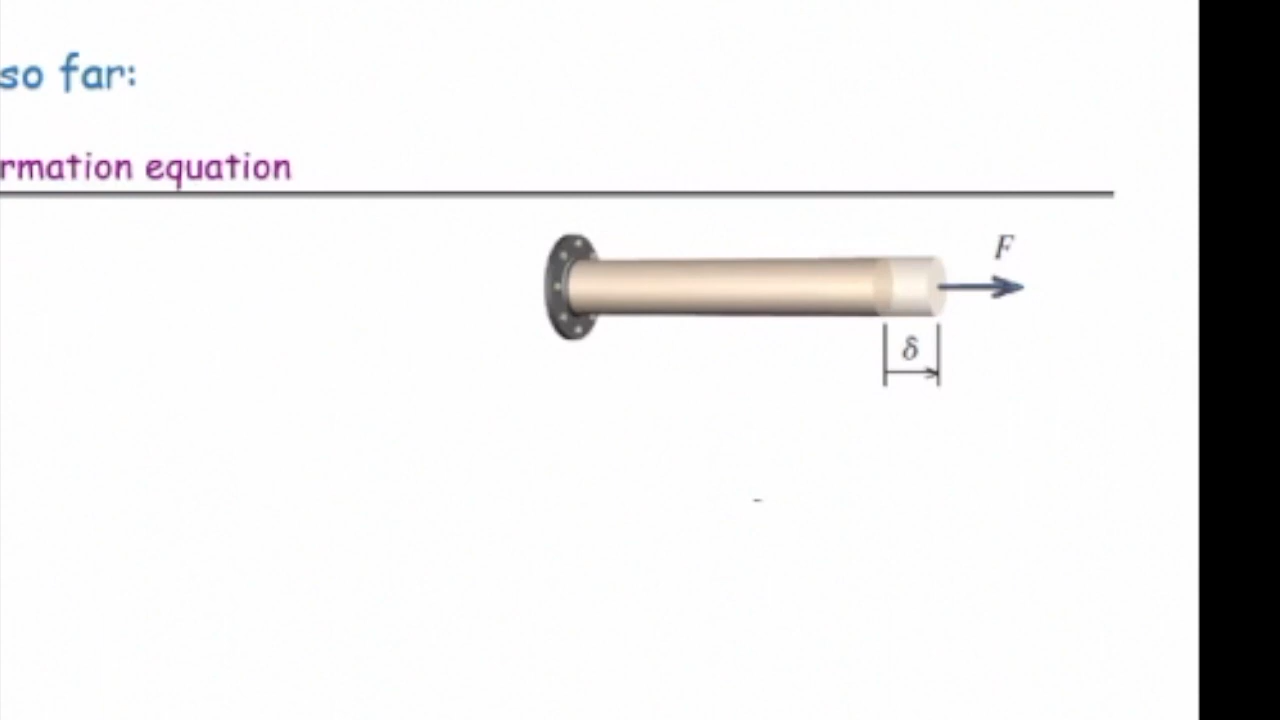 so far:
rmation equation
F
δ